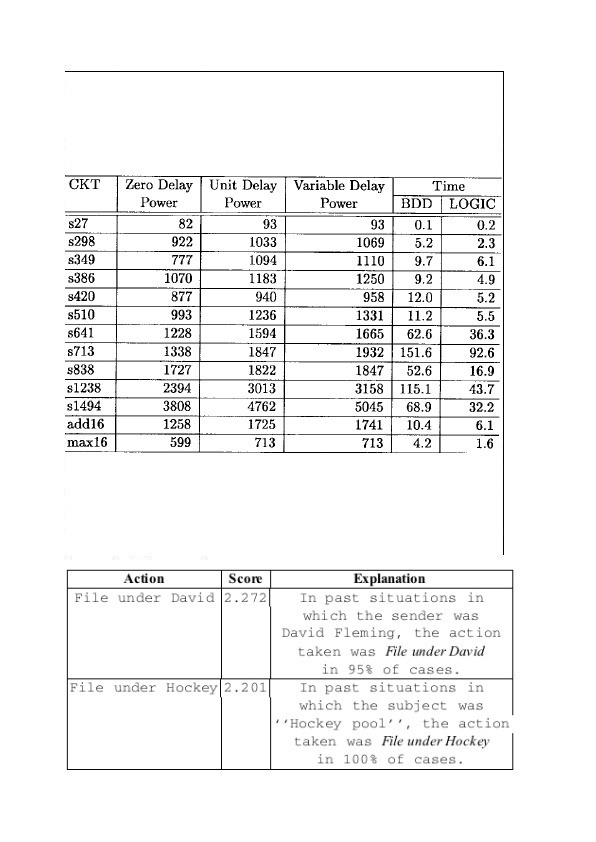 CKT Zero Delay Unit Delay Variable Delay Time
Power Power Power BDD LOGIC
s27 82 93 93 0.1 0.2
s298 922 1033 1069 5.2 2.3
s349 777 1094 1110 9.7 6.1
s386 1070 1183 1250 9.2 4.9
s420 877 940 958 12.0 5.2
s510 993 1236 1331 11.2 5.5
s641 1228 1594 1665 62.6 36.3
s713 1338 1847 1932 151.6 92.6
s838 1727 1822 1847 52.6 16.9
s1238 2394 3013 3158 115.1 43.7
s1494 3808 4762 5045 68.9 32.2
add16 1258 1725 1741 10.4 6.1
max16 599 713 713 4.2 1.6
Action Score Explanation
File under David 2.272 In past situations in
which the sender was
David Fleming, the action
taken was File under David
in 95% of cases.
File under Hockey 2.201 In past situations in
which the subject was
‘‘Hockey pool’’, the action
taken was File under Hockey
in 100% of cases.